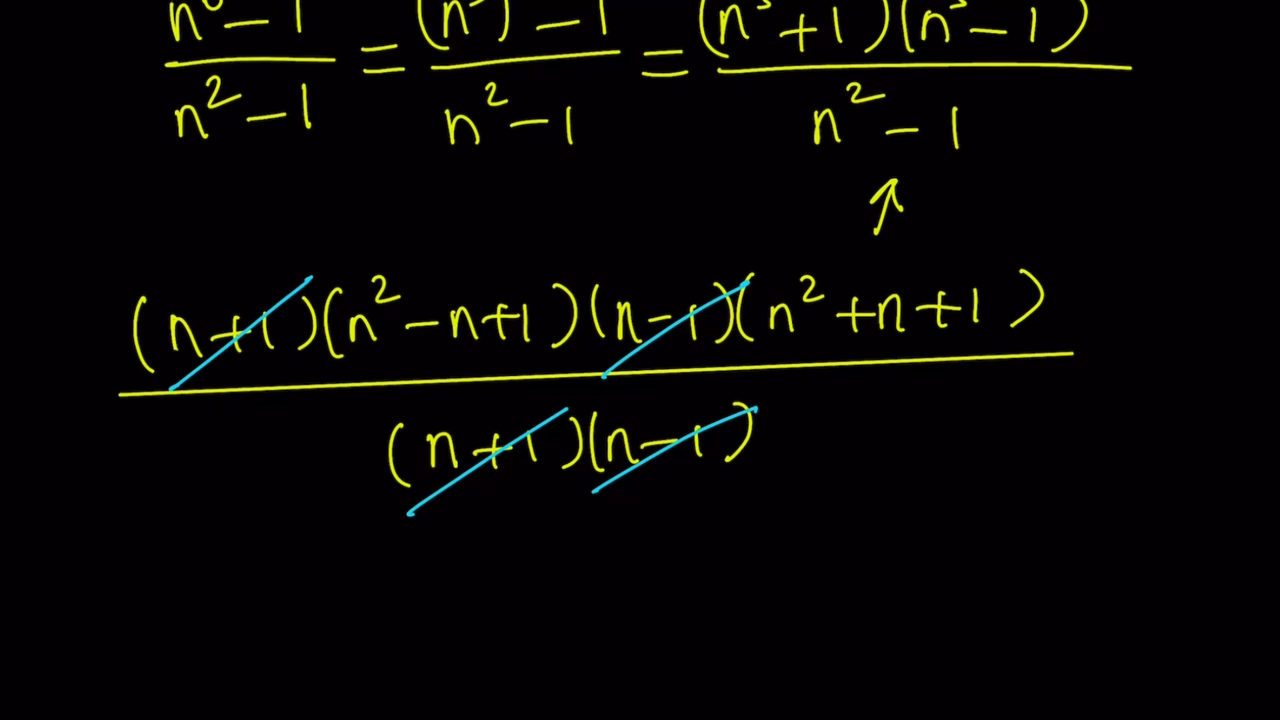 n⁶ − 1 / n² − 1 = (n³) − 1 / n² − 1 = (n³ + 1)(n³ − 1) / n² − 1
↑
(n+1)(n² − n + 1)(n − 1)(n² + n + 1)
(n+1)(n − 1)